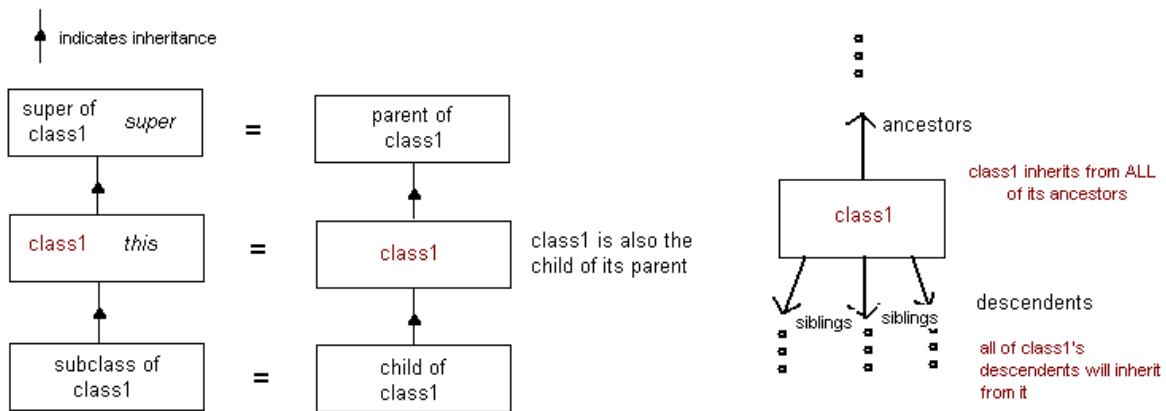 indicates inheritance
super of
class1 super
=
parent of
class1
class1 this
=
class1
class1 is also the
child of its parent
subclass of
class1
=
child of
class1
ancestors
class1 inherits from ALL
of its ancestors
class1
descendents
siblings siblings
all of class1's
descendents will inherit
from it